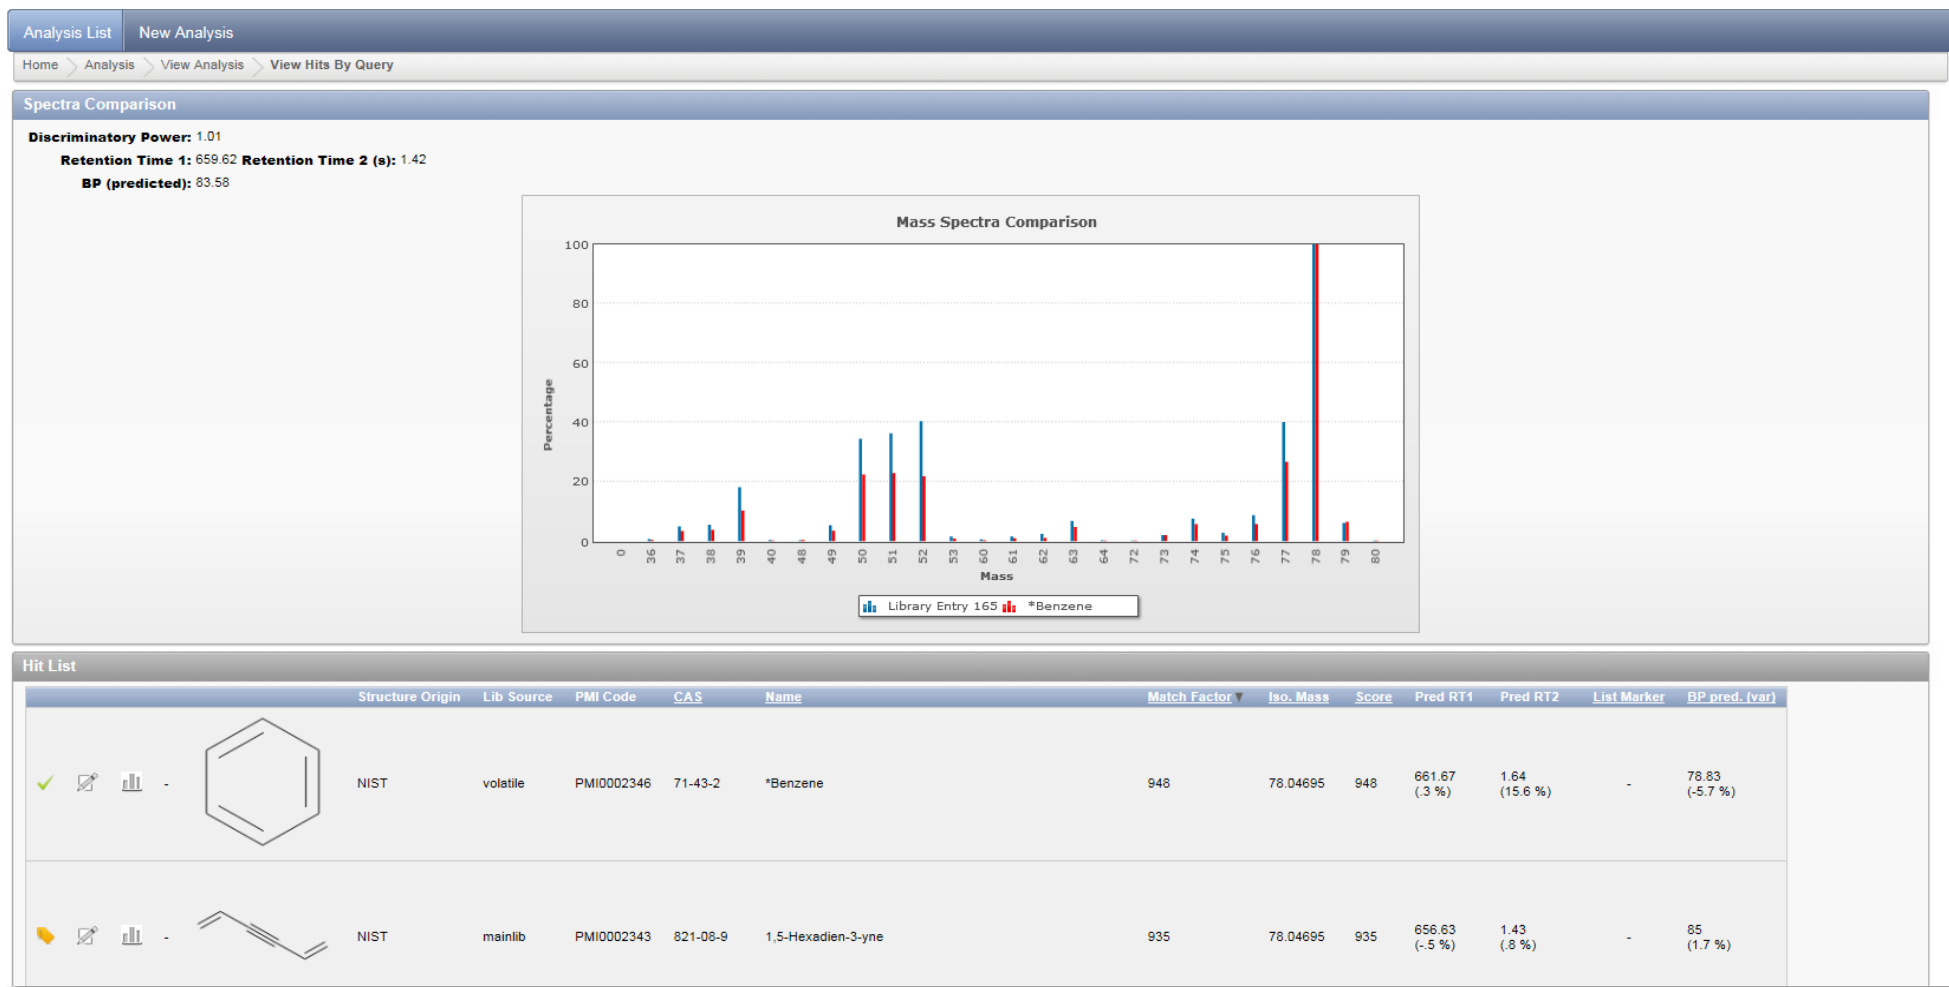 Analysis List New Analysis
Home Analysis View Analysis View Hits By Query
Spectra Comparison
Discriminatory Power: 1.01
Retention Time 1: 659.62 Retention Time 2 (s): 1.42
BP (predicted): 83.58
Mass Spectra Comparison
100
80
60
40
20
0
Percentage
0 36 37 38 39 40 48 49 50 51 52 53 60 61 62 63 64 72 73 74 75 76 77 78 79 80
Mass
Library Entry 165 *Benzene
Hit List
Structure Origin Lib Source PMI Code CAS Name Match Factor Iso. Mass Score Pred RT1 Pred RT2 List Marker BP pred. (var)
- NIST volatile PMI0002346 71-43-2 *Benzene 948 78.04695 948 661.67 1.64 - 78.83
(.3 %) (15.6 %) (-5.7 %)
- NIST mainlib PMI0002343 821-08-9 1,5-Hexadien-3-yne 935 78.04695 935 656.63 1.43 - 85
(-.5 %) (.8 %) (1.7 %)